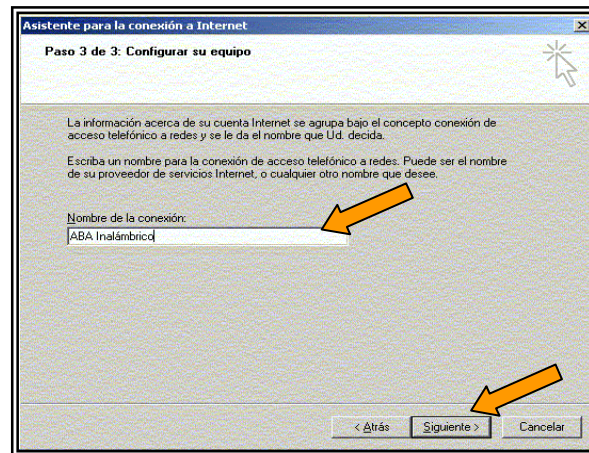 Asistente para la conexión a Internet
Paso 3 de 3: Configurar su equipo
La información acerca de su cuenta Internet se agrupa bajo el concepto conexión de
acceso telefónico a redes y se le da el nombre que Ud. decida.
Escriba un nombre para la conexión de acceso telefónico a redes. Puede ser el nombre
de su proveedor de servicios Internet, o cualquier otro nombre que desee.
Nombre de la conexión:
ABA Inalámbrico
< Atrás Siguiente > Cancelar